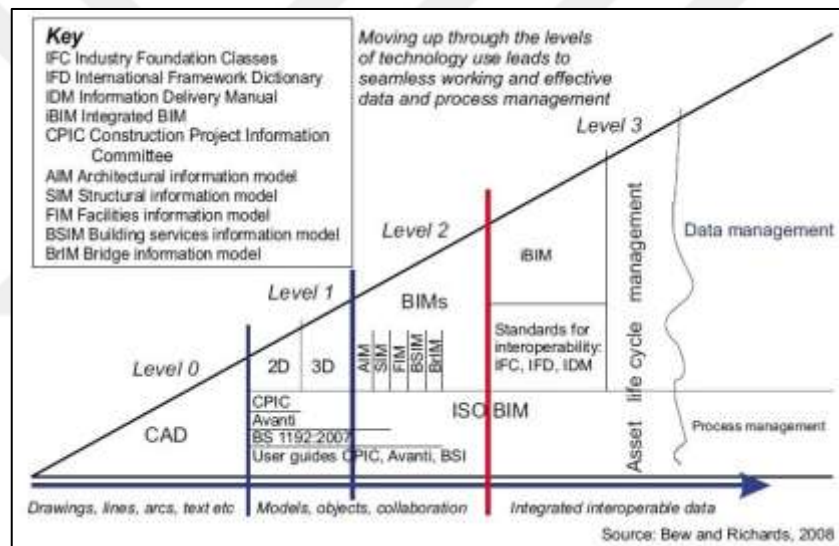 Key
IFC Industry Foundation Classes
IFD International Framework Dictionary
IDM Information Delivery Manual
iBIM Integrated BIM
CPIC Construction Project Information
Committee
AIM Architectural information model
SIM Structural information model
FIM Facilities information model
BSIM Building services information model
BrIM Bridge information model
Moving up through the levels
of technology use leads to
seamless working and effective
data and process management
Level 3
Level 2
Level 1
Level 0
iBIM
Data management
BIMs
2D
3D
AIM
SIM
FIM
BSIM
BrIM
Standards for
interoperability:
IFC, IFD, IDM
Asset life cycle management
CAD
CPIC
Avanti
BS 1192:2007
User guides CPIC, Avanti, BSI
ISO BIM
Process management
Drawings, lines, arcs, text etc
Models, objects, collaboration
Integrated interoperable data
Source: Bew and Richards, 2008